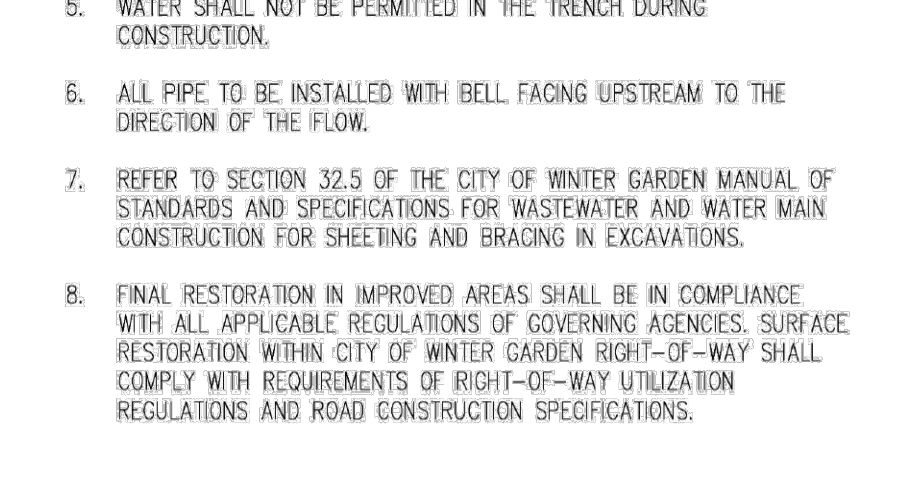 5. WATER SHALL NOT BE PERMITTED IN THE TRENCH DURING
CONSTRUCTION.
6. ALL PIPE TO BE INSTALLED WITH BELL FACING UPSTREAM TO THE
DIRECTION OF THE FLOW.
7. REFER TO SECTION 32.5 OF THE CITY OF WINTER GARDEN MANUAL OF
STANDARDS AND SPECIFICATIONS FOR WASTEWATER AND WATER MAIN
CONSTRUCTION FOR SHEETING AND BRACING IN EXCAVATIONS.
8. FINAL RESTORATION IN IMPROVED AREAS SHALL BE IN COMPLIANCE
WITH ALL APPLICABLE REGULATIONS OF GOVERNING AGENCIES. SURFACE
RESTORATION WITHIN CITY OF WINTER GARDEN RIGHT-OF-WAY SHALL
COMPLY WITH REQUIREMENTS OF RIGHT-OF-WAY UTILIZATION
REGULATIONS AND ROAD CONSTRUCTION SPECIFICATIONS.